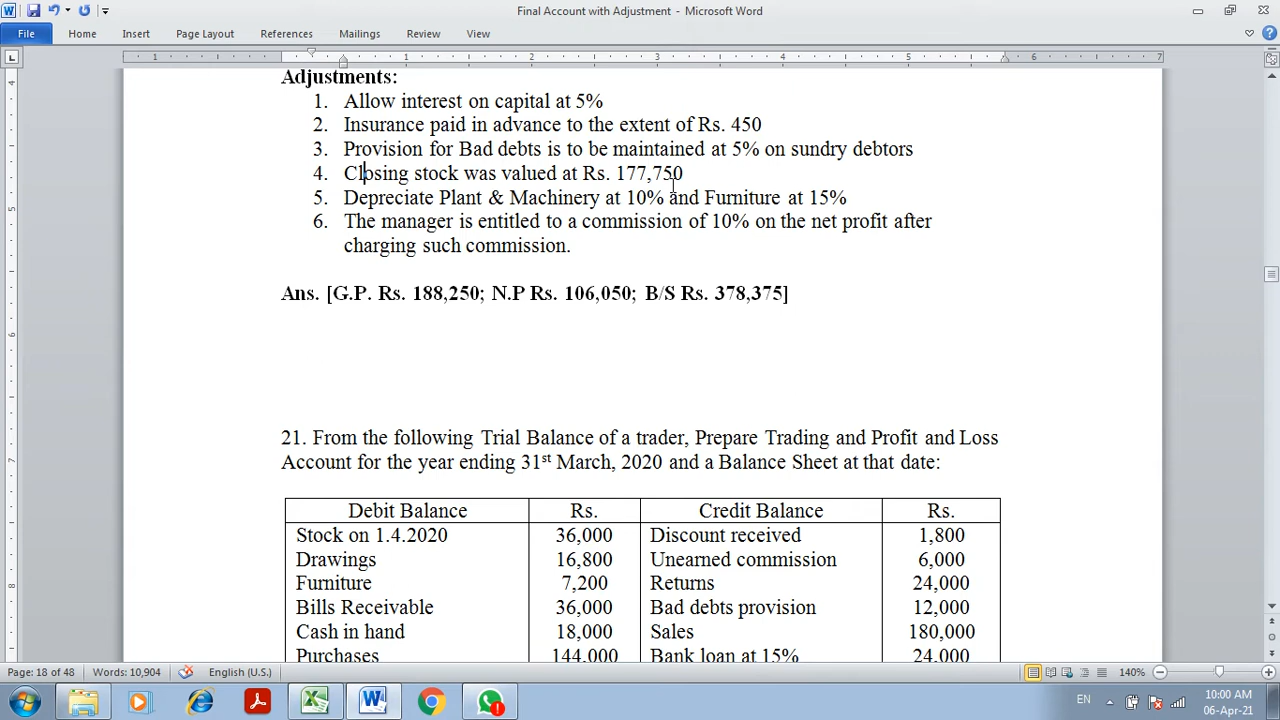 Final Account with Adjustment - Microsoft Word
File Home Insert Page Layout References Mailings Review View
1 1 2 3 4 5 6 7
Adjustments:
1. Allow interest on capital at 5%
2. Insurance paid in advance to the extent of Rs. 450
3. Provision for Bad debts is to be maintained at 5% on sundry debtors
4. Closing stock was valued at Rs. 177,750
5. Depreciate Plant & Machinery at 10% and Furniture at 15%
6. The manager is entitled to a commission of 10% on the net profit after
charging such commission.
Ans. [G.P. Rs. 188,250; N.P Rs. 106,050; B/S Rs. 378,375]
21. From the following Trial Balance of a trader, Prepare Trading and Profit and Loss
Account for the year ending 31st March, 2020 and a Balance Sheet at that date:
Debit Balance Rs. Credit Balance Rs.
Stock on 1.4.2020 36,000 Discount received 1,800
Drawings 16,800 Unearned commission 6,000
Furniture 7,200 Returns 24,000
Bills Receivable 36,000 Bad debts provision 12,000
Cash in hand 18,000 Sales 180,000
Purchases 144,000 Bank loan at 15% 24,000
Page: 18 of 48 Words: 10,904 English (U.S.) 140%
EN 10:00 AM
06-Apr-21